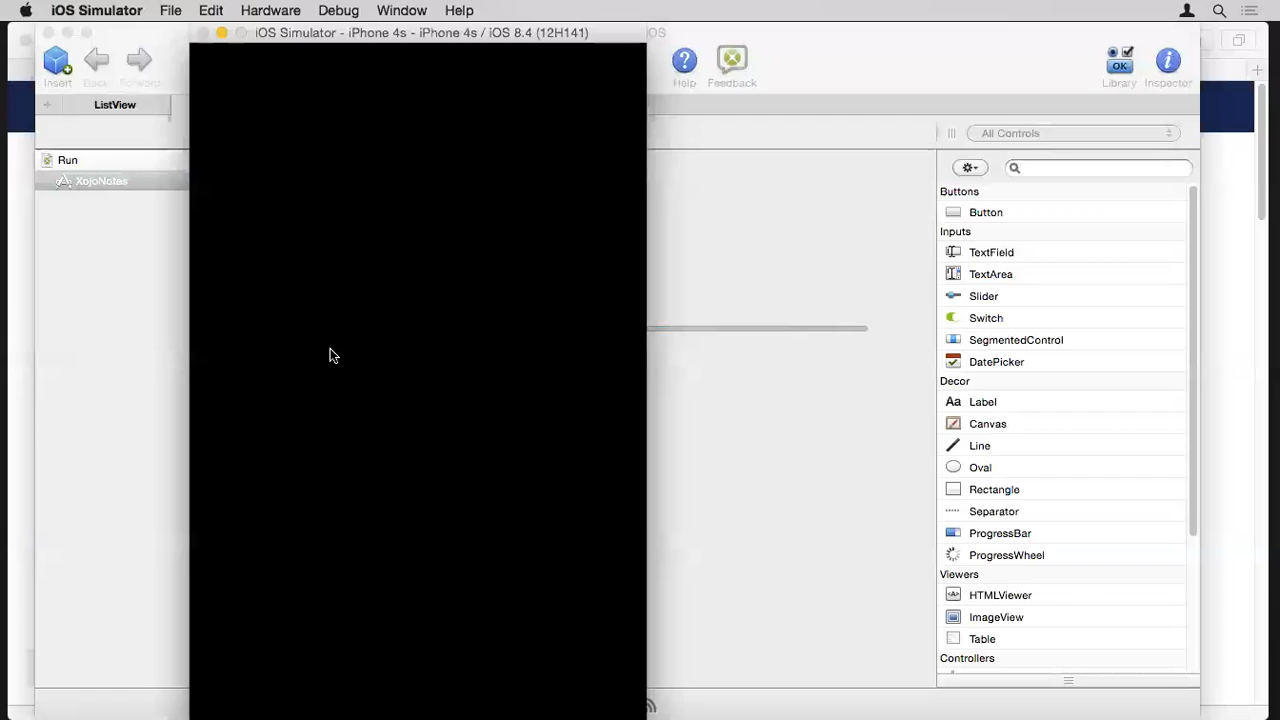 iOS Simulator File Edit Hardware Debug Window Help
iOS Simulator - iPhone 4s - iPhone 4s / iOS 8.4 (12H141)
OS
Insert Back Forward Help Feedback Library Inspector
OK
ListView
All Controls
Run
XojoNotes
Buttons
Button
Inputs
TextField
TextArea
Slider
Switch
SegmentedControl
DatePicker
Decor
Aa Label
Canvas
Line
Oval
Rectangle
Separator
ProgressBar
ProgressWheel
Viewers
HTMLViewer
ImageView
Table
Controllers